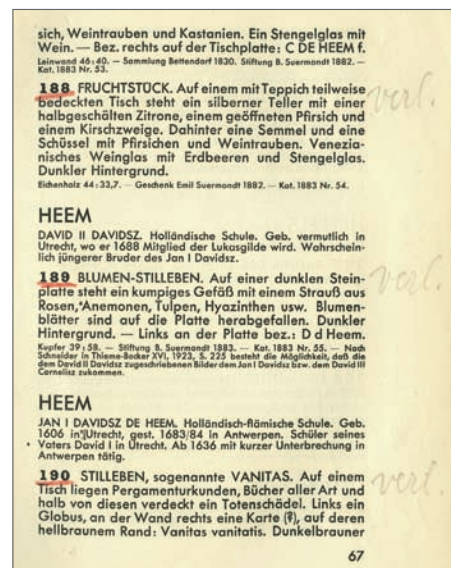 sich, Weintrauben und Kastanien. Ein Stengelglas mit
Wein. — Bez. rechts auf der Tischplatte: C DE HEEM f.
Leinwand 46:40. — Sammlung Bettendorf 1830. Stiftung B. Suermondt 1882. —
Kat. 1883 Nr. 53.
188 FRUCHTSTÜCK. Auf einem mit Teppich teilweise
bedeckten Tisch steht ein silberner Teller mit einer
halbgeschälten Zitrone, einem geöffneten Pfirsich und
einem Kirschzweige. Dahinter eine Semmel und eine
Schüssel mit Pfirsichen und Weintrauben. Venezia-
nisches Weinglas mit Erdbeeren und Stengelglas.
Dunkler Hintergrund.
verl.
Eichenholz 44:33,7. — Geschenk Emil Suermondt 1882. — Kat. 1883 Nr. 54.
HEEM
DAVID II DAVIDSZ. Holländische Schule. Geb. vermutlich in
Utrecht, wo er 1688 Mitglied der Lukasgilde wird. Wahrschein-
lich jüngerer Bruder des Jan I Davidsz.
189 BLUMEN-STILLEBEN. Auf einer dunklen Stein-
platte steht ein kumpiges Gefäß mit einem Strauß aus
Rosen, Anemonen, Tulpen, Hyazinthen usw. Blumen-
blätter sind auf die Platte herabgefallen. Dunkler
Hintergrund. — Links an der Platte bez.: D d Heem.
verl.
Kupfer 39:58. — Stiftung B. Suermondt 1883. — Kat. 1883 Nr. 55. — Nach
Schneider in Thieme-Becker XVI, 1923, S. 225 besteht die Möglichkeit, daß die
dem David II Davidsz zugeschriebenen Bilder dem Jan I Davidsz bzw. dem David III
Cornelisz zukommen.
HEEM
JAN I DAVIDSZ DE HEEM. Holländisch-flämische Schule. Geb.
1606 in Utrecht, gest. 1683/84 in Antwerpen. Schüler seines
Vaters David I in Utrecht. Ab 1636 mit kurzer Unterbrechung in
Antwerpen tätig.
190 STILLEBEN, sogenannte VANITAS. Auf einem
Tisch liegen Pergamenturkunden, Bücher aller Art und
halb von diesen verdeckt ein Totenschädel. Links ein
Globus, an der Wand rechts eine Karte (?), auf deren
hellbraunem Rand: Vanitas vanitatis. Dunkelbrauner
verl.
67